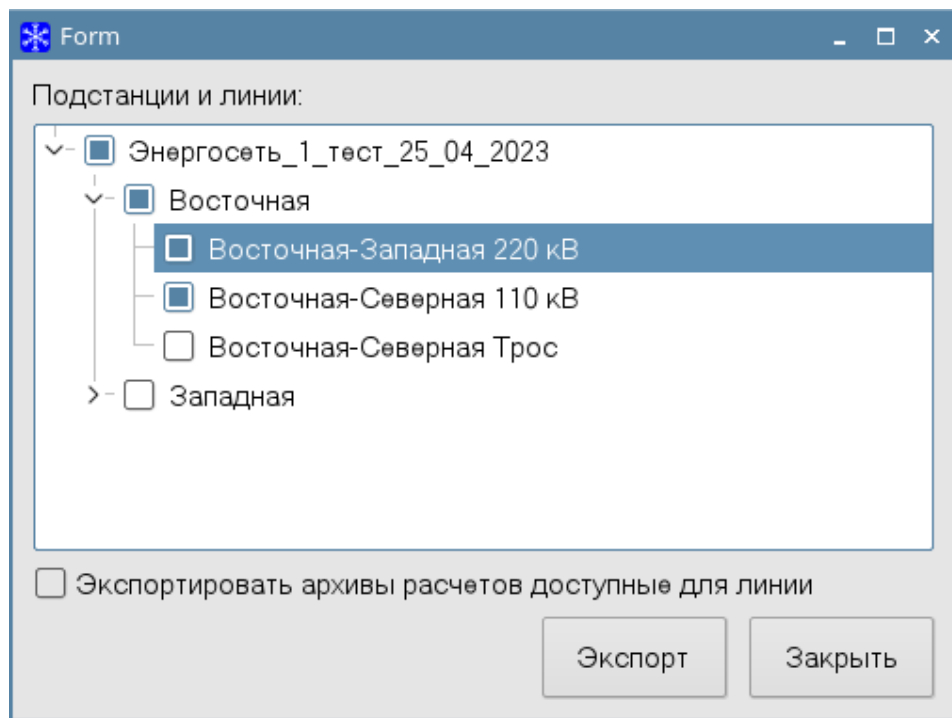 Form
Подстанции и линии:
Энергосеть_1_тест_25_04_2023
Восточная
Восточная-Западная 220 кВ
Восточная-Северная 110 кВ
Восточная-Северная Трос
Западная
Экспортировать архивы расчетов доступные для линии
Экспорт
Закрыть